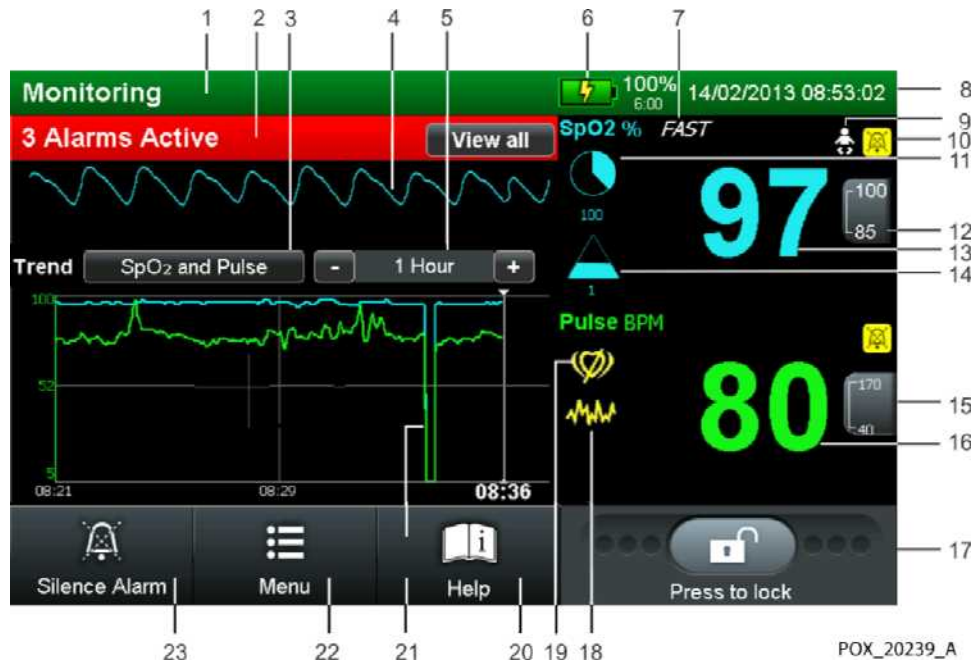 1 2 3 4 5 6 7
Monitoring 100% 6:00 14/02/2013 08:53:02 8
9
3 Alarms Active View all SpO2 % FAST 10
11
100 97 100
85 12
13
Trend SpO2 and Pulse - 1 Hour + 14
1
100
Pulse BPM
52 80 170 15
40 16
5
08:21 08:29 08:36
i 17
Silence Alarm Menu Help Press to lock
23 22 21 20 19 18 POX_20239_A